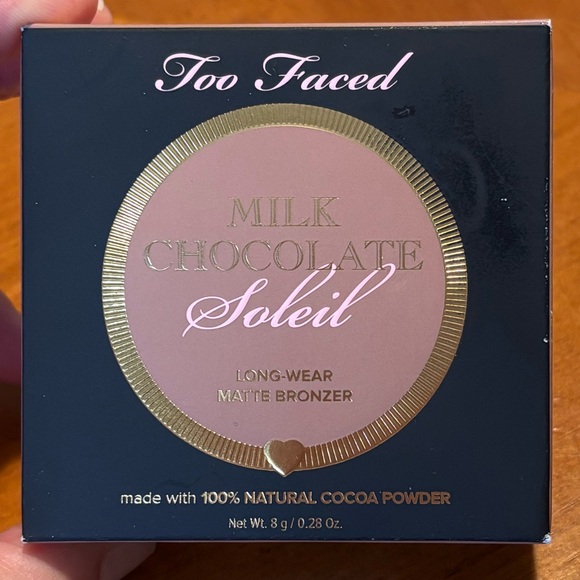 Too Faced
MILK
CHOCOLATE
Soleil
LONG-WEAR
MATTE BRONZER
made with 100% NATURAL COCOA POWDER
Net Wt. 8 g / 0.28 Oz.